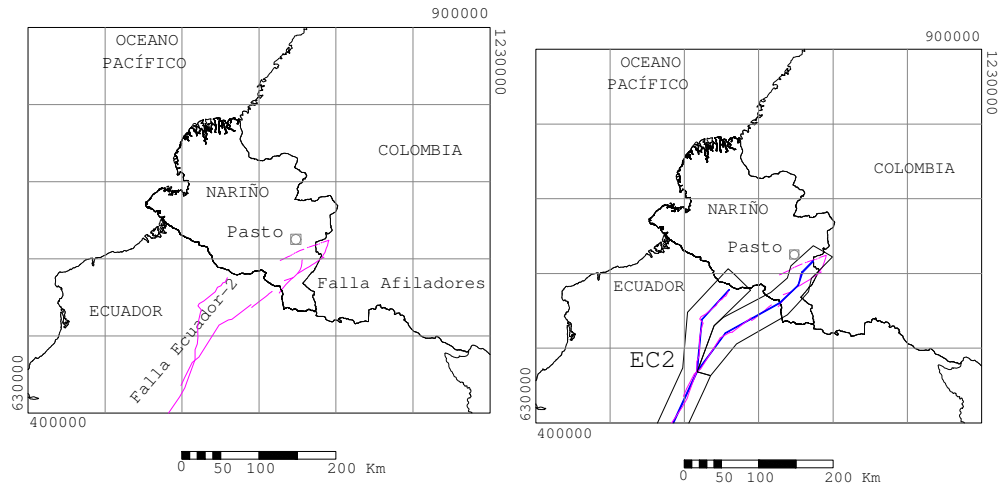 900000
1230000
OCEANO
PACÍFICO
COLOMBIA
NARIÑO
Pasto
Falla Afiladores
ECUADOR
Falla Ecuador-2
630000
400000
0 50 100 200 Km
900000
1230000
OCEANO
PACÍFICO
COLOMBIA
NARIÑO
Pasto
ECUADOR
EC2
630000
400000
0 50 100 200 Km